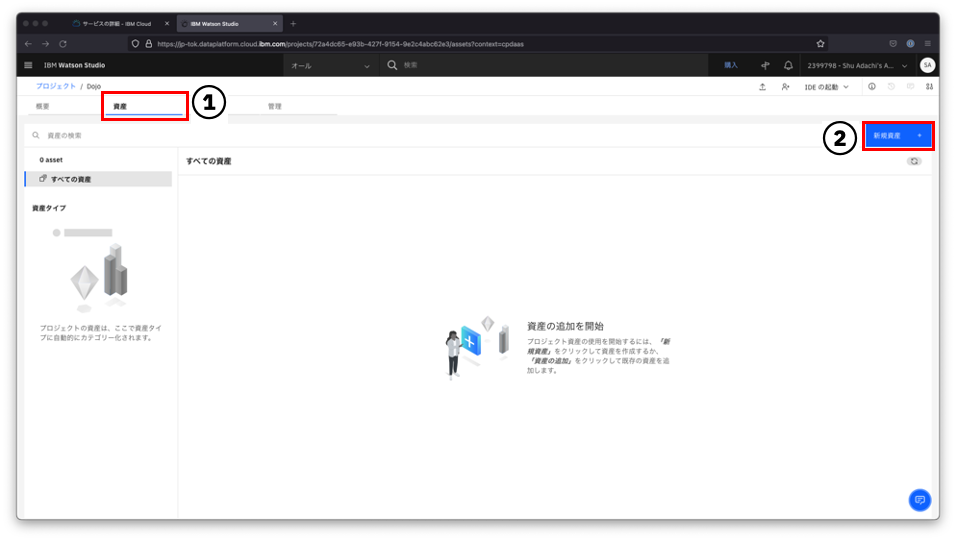 サービスの詳細 - IBM Cloud
IBM Watson Studio
https://jp-tok.dataplatform.cloud.ibm.com/projects/72a4dc65-e93b-427f-9154-9e2c4abc62e3/assets?context=cpdaas
IBM Watson Studio
オール
検索
購入
2399798 - Shu Adachi's A...
SA
プロジェクト / Dojo
IDE の起動
概要
資産
①
管理
資産の検索
②
新規資産 +
0 asset
すべての資産
すべての資産
資産タイプ
プロジェクトの資産は、ここで資産タイ
プに自動的にカテゴリー化されます。
資産の追加を開始
プロジェクト資産の使用を開始するには、「新
規資産」をクリックして資産を作成するか、
「資産の追加」をクリックして既存の資産を追
加します。